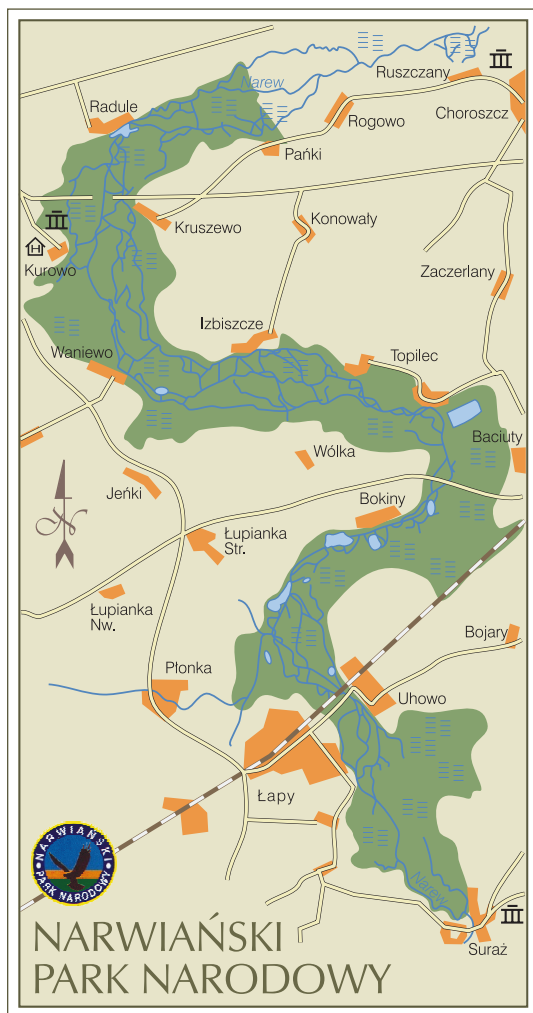 Narew
Ruszczany
Radule
Choroszcz
Rogowo
Pańki
Kruszewo
Konowały
H
Kurowo
Zaczerlany
Izbiszcze
Waniewo
Topilec
Wólka
Baciuty
Jeńki
Bokiny
N
Łupianka
Str.
Łupianka
Nw.
Bojary
Płonka
Uhowo
Łapy
NARWIAŃSKI
PARK NARODOWY
Narew
Suraż
NARWIAŃSKI
PARK NARODOWY